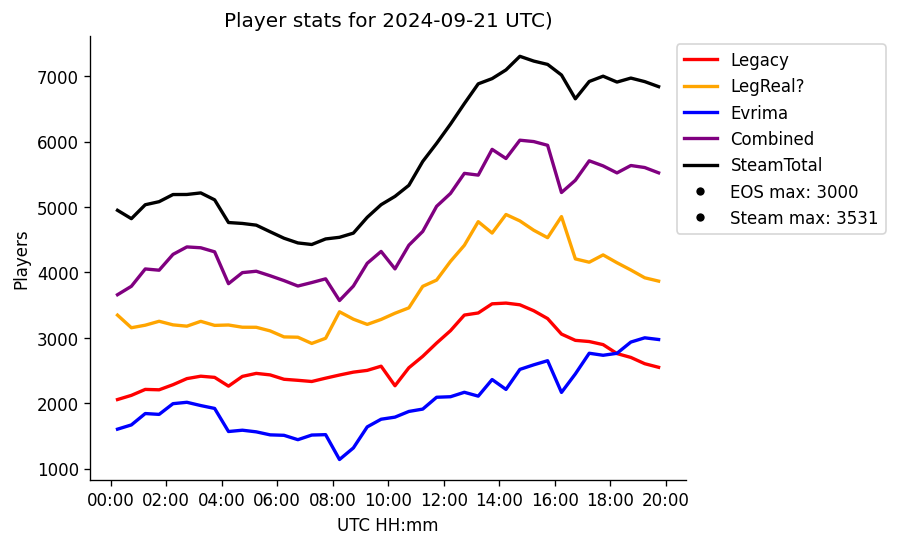 Player stats for 2024-09-21 UTC)
Players
7000
6000
5000
4000
3000
2000
1000
00:00 02:00 04:00 06:00 08:00 10:00 12:00 14:00 16:00 18:00 20:00
UTC HH:mm
Legacy
LegReal?
Evrima
Combined
SteamTotal
EOS max: 3000
Steam max: 3531